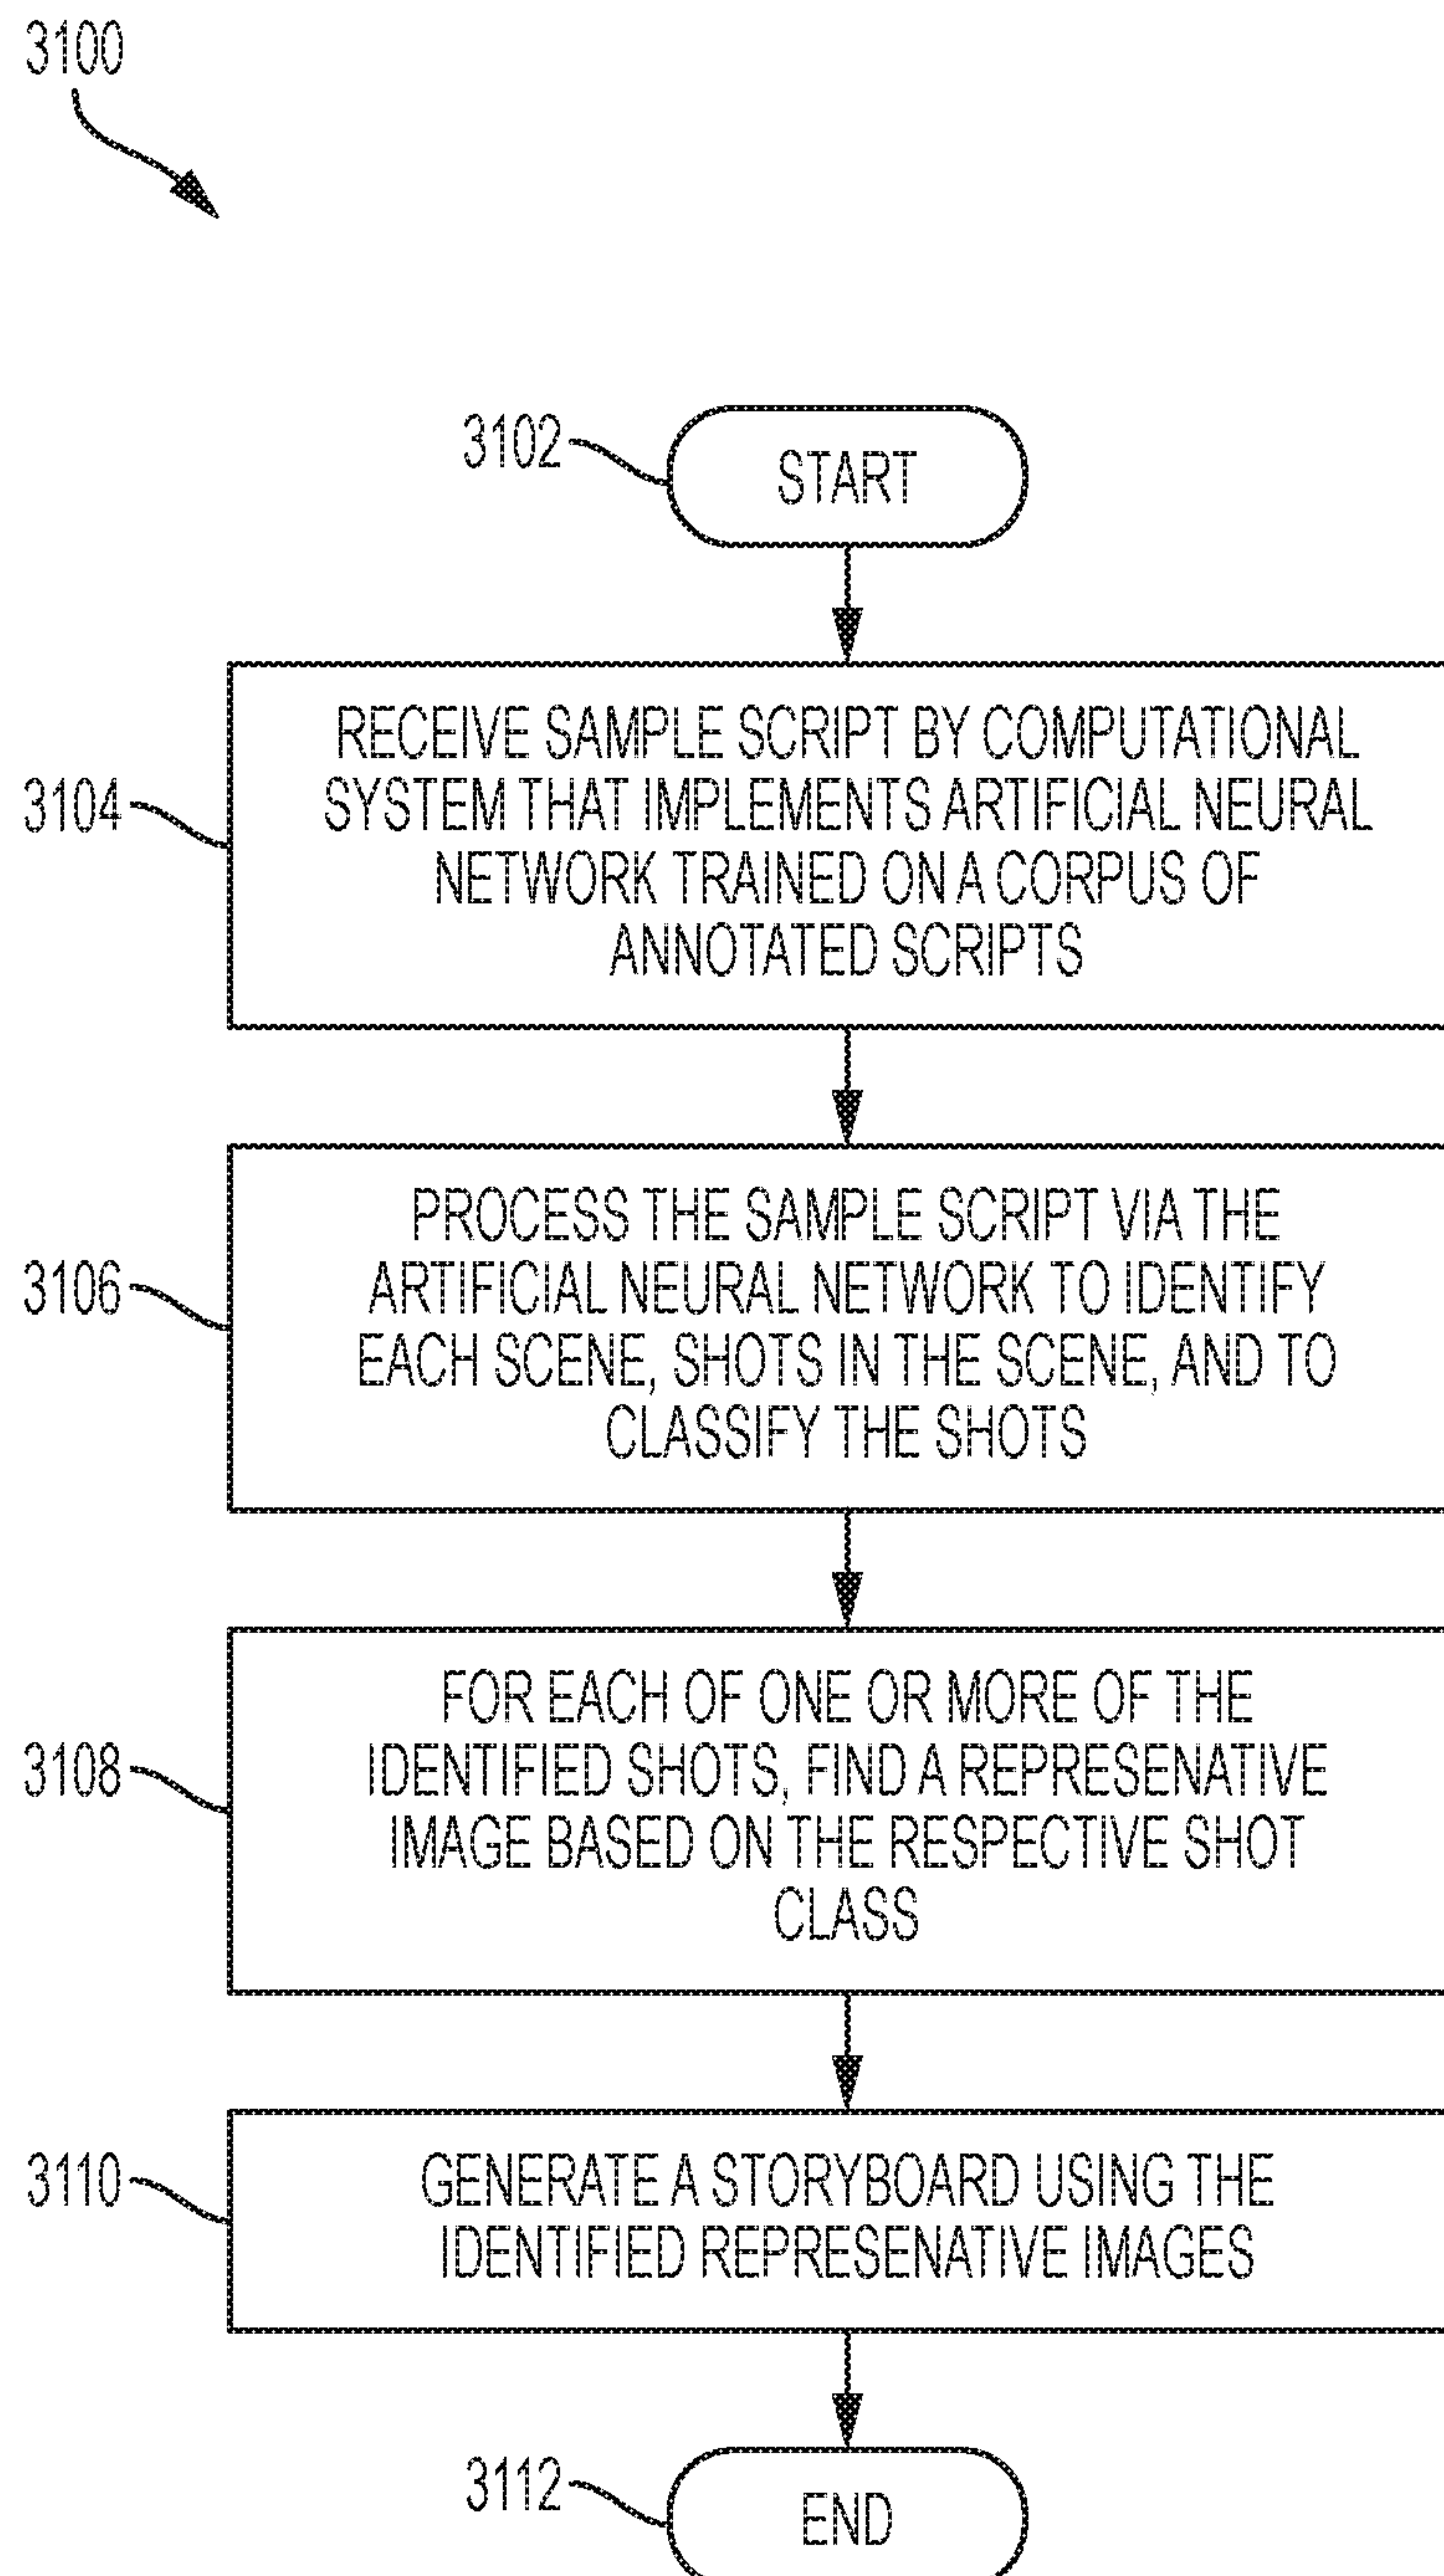 3100
3102
START
3104
RECEIVE SAMPLE SCRIPT BY COMPUTATIONAL
SYSTEM THAT IMPLEMENTS ARTIFICIAL NEURAL
NETWORK TRAINED ON A CORPUS OF
ANNOTATED SCRIPTS
3106
PROCESS THE SAMPLE SCRIPT VIA THE
ARTIFICIAL NEURAL NETWORK TO IDENTIFY
EACH SCENE, SHOTS IN THE SCENE, AND TO
CLASSIFY THE SHOTS
3108
FOR EACH OF ONE OR MORE OF THE
IDENTIFIED SHOTS, FIND A REPRESENATIVE
IMAGE BASED ON THE RESPECTIVE SHOT
CLASS
3110
GENERATE A STORYBOARD USING THE
IDENTIFIED REPRESENATIVE IMAGES
3112
END